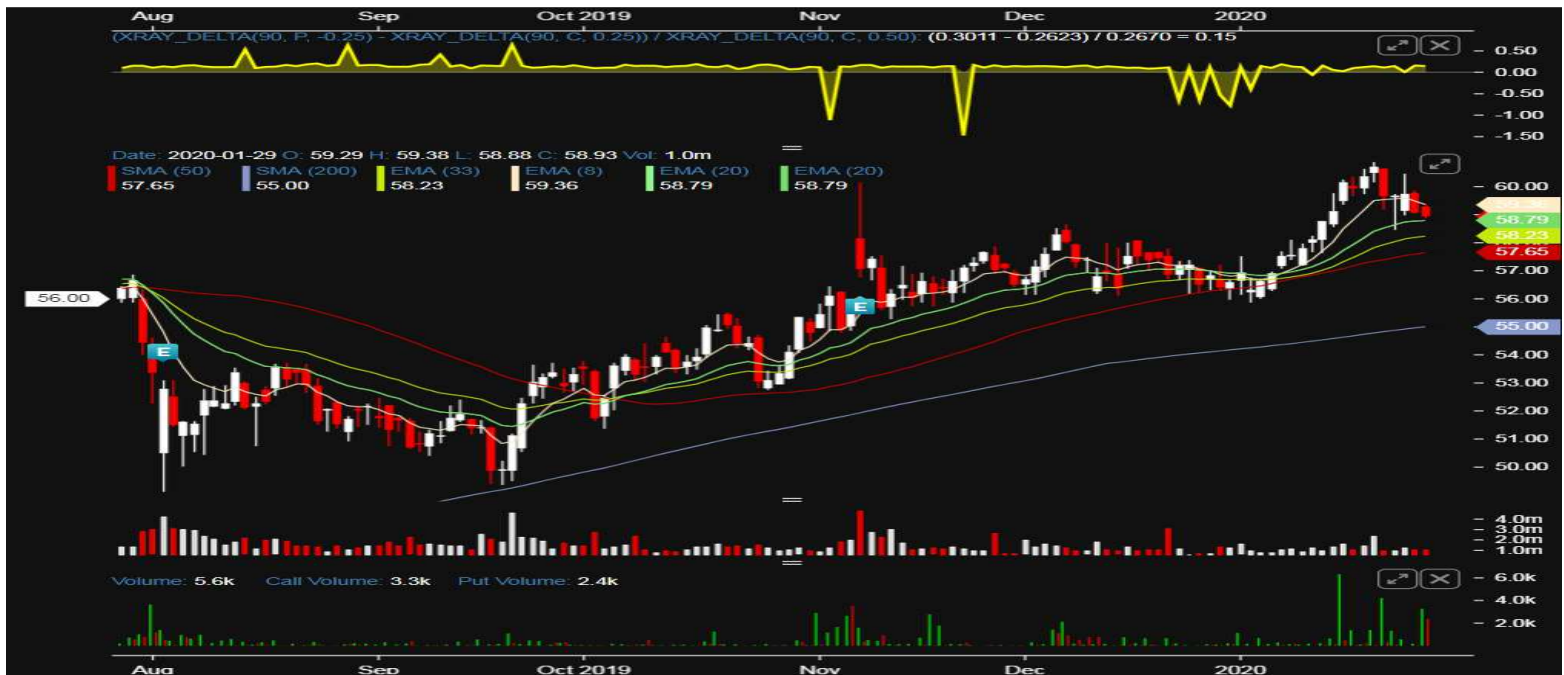 Aug Sep Oct 2019 Nov Dec 2020
(XRAY_DELTA(90, P, -0.25) - XRAY_DELTA(90, C, 0.25)) / XRAY_DELTA(90, C, 0.50): (0.3011 - 0.2623) / 0.2670 = 0.15
0.50
0.00
-0.50
-1.00
-1.50
Date: 2020-01-29 O: 59.29 H: 59.38 L: 58.88 C: 58.93 Vol: 1.0m
SMA (50) SMA (200) EMA (33) EMA (8) EMA (20) EMA (20)
57.65 55.00 58.23 59.36 58.79 58.79
60.00
59.36
58.79
58.23
57.65
57.00
56.00
56.00
E
E
55.00
54.00
53.00
52.00
51.00
50.00
4.0m
3.0m
2.0m
1.0m
Volume: 5.6k Call Volume: 3.3k Put Volume: 2.4k
6.0k
4.0k
2.0k
Aug Sep Oct 2019 Nov Dec 2020